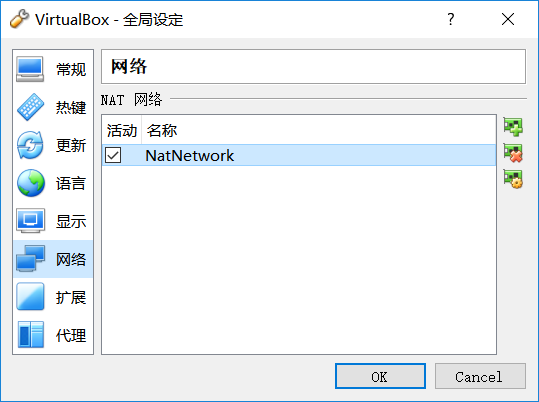 VirtualBox - 全局设定
常规
热键
更新
语言
显示
网络
扩展
代理
网络
NAT 网络
活动 名称
NatNetwork
OK Cancel